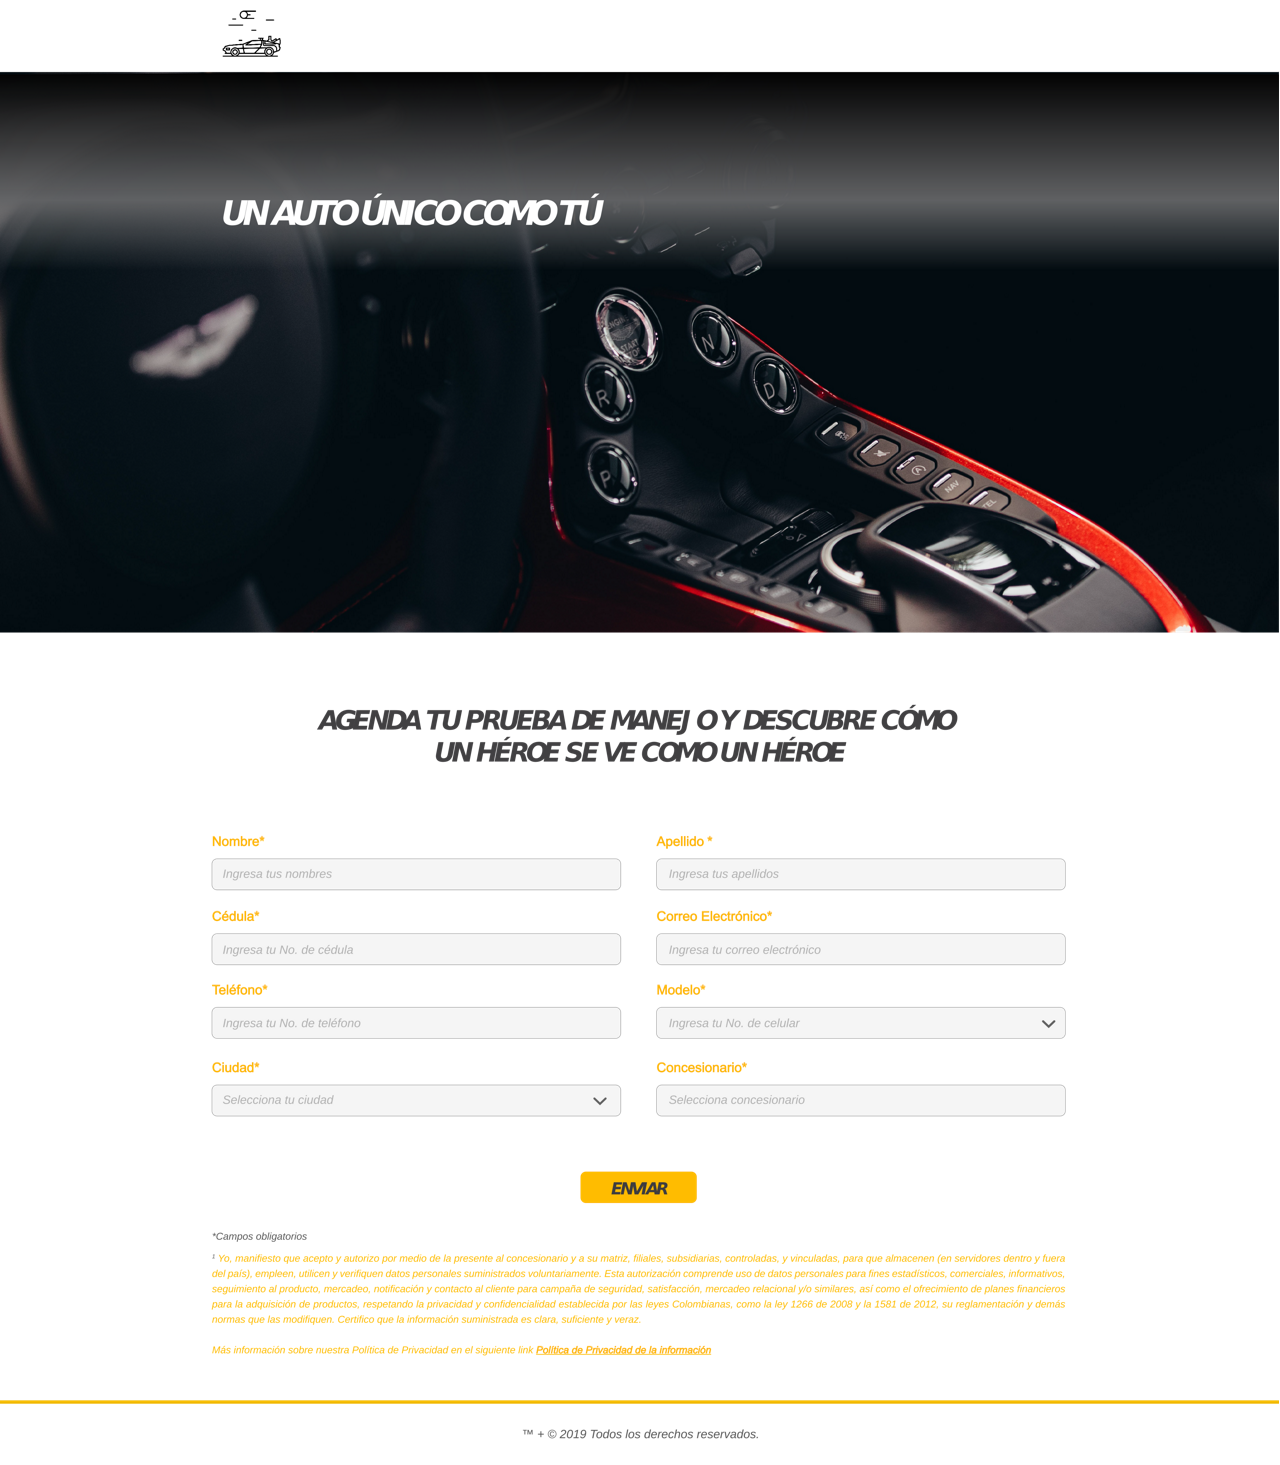 UN AUTO ÚNICO COMO TÚ
START
N
R
D
P
A
NAV
TEL
AGENDA TU PRUEBA DE MANEJO Y DESCUBRE CÓMO
UN HÉROE SE VE COMO UN HÉROE
Nombre*
Apellido *
Ingresa tus nombres
Ingresa tus apellidos
Cédula*
Correo Electrónico*
Ingresa tu No. de cédula
Ingresa tu correo electrónico
Teléfono*
Modelo*
Ingresa tu No. de teléfono
Ingresa tu No. de celular
Ciudad*
Concesionario*
Selecciona tu ciudad
Selecciona concesionario
ENVIAR
*Campos obligatorios
¹ Yo, manifiesto que acepto y autorizo por medio de la presente al concesionario y a su matriz, filiales, subsidiarias, controladas, y vinculadas, para que almacenen (en servidores dentro y fuera
del país), empleen, utilicen y verifiquen datos personales suministrados voluntariamente. Esta autorización comprende uso de datos personales para fines estadísticos, comerciales, informativos,
seguimiento al producto, mercadeo, notificación y contacto al cliente para campaña de seguridad, satisfacción, mercadeo relacional y/o similares, así como el ofrecimiento de planes financieros
para la adquisición de productos, respetando la privacidad y confidencialidad establecida por las leyes Colombianas, como la ley 1266 de 2008 y la 1581 de 2012, su reglamentación y demás
normas que las modifiquen. Certifico que la información suministrada es clara, suficiente y veraz.
Más información sobre nuestra Política de Privacidad en el siguiente link Política de Privacidad de la información
™ + © 2019 Todos los derechos reservados.